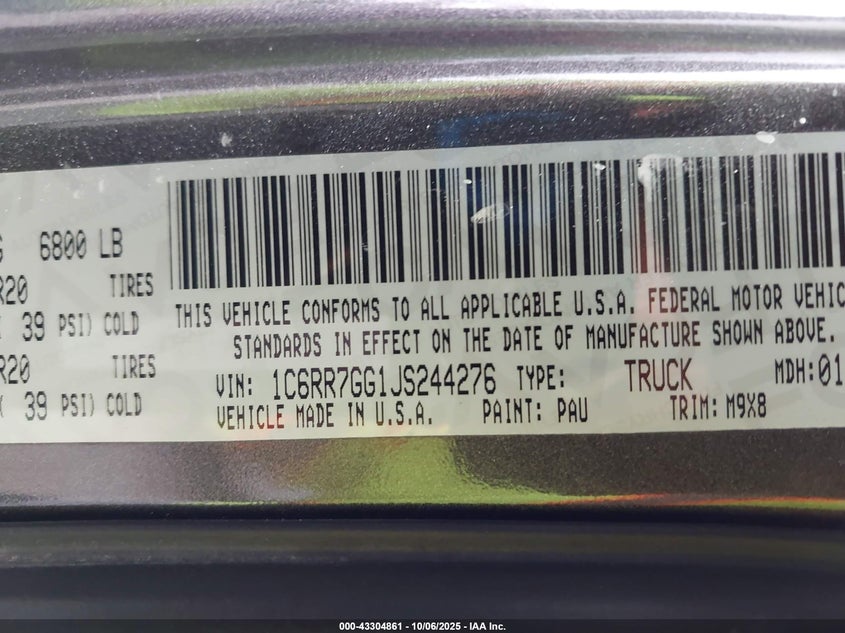 G 6800 LB
R20 TIRES
( 39 PSI) COLD
R20 TIRES
( 39 PSI) COLD
THIS VEHICLE CONFORMS TO ALL APPLICABLE U.S.A. FEDERAL MOTOR VEHIC
STANDARDS IN EFFECT ON THE DATE OF MANUFACTURE SHOWN ABOVE.
VIN: 1C6RR7GG1JS244276 TYPE: TRUCK MDH:01
VEHICLE MADE IN U.S.A. PAINT: PAU TRIM: M9X8
000-43304861 - 10/06/2025 - IAA Inc.